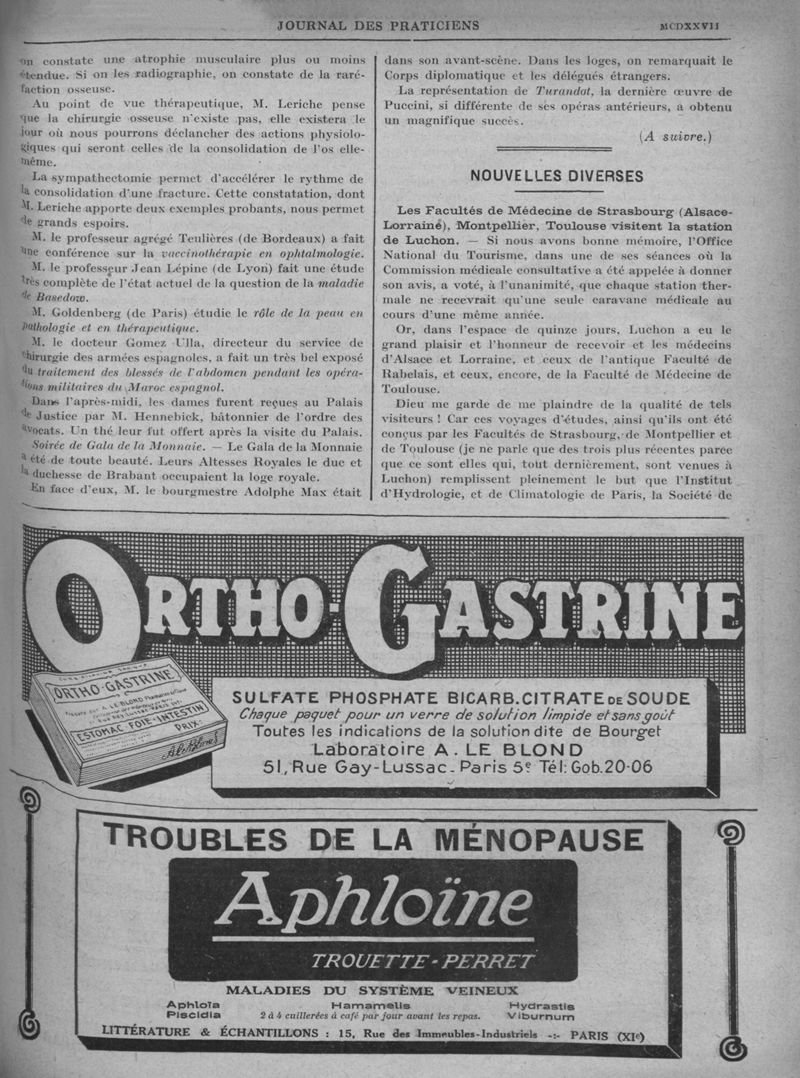 JOURNAL DES PRATICIENS
MCDXXVII
on constate une atrophie musculaire plus ou moins
étendue. Si on les radiographie, on constate de la raré-
faction osseuse.
Au point de vue thérapeutique, M. Leriche pense
que la chirurgie osseuse n'existe pas, elle existera le
jour où nous pourrons déclancher des actions physiolo-
giques qui seront celles de la consolidation de l'os elle-
même.
La sympathectomie permet d'accélérer le rythme de
la consolidation d'une fracture. Cette constatation, dont
M. Leriche apporte deux exemples probants, nous permet
de grands espoirs.
M. le professeur agrégé Teulières (de Bordeaux) a fait
une conférence sur la vaccinothérapie en ophtalmologie.
M. le professeur Jean Lépine (de Lyon) fait une étude
très complète de l'état actuel de la question de la maladie
de Basedow.
M. Goldenberg (de Paris) étudie le rôle de la peau en
pathologie et en thérapeutique.
M. le docteur Gomez Ulla, directeur du service de
chirurgie des armées espagnoles, a fait un très bel exposé
du traitement des blessés de l'abdomen pendant les opéra-
tions militaires du Maroc espagnol.
Dans l'après-midi, les dames furent reçues au Palais
de Justice par M. Hennebick, bâtonnier de l'ordre des
avocats. Un thé leur fut offert après la visite du Palais.
Soirée de Gala de la Monnaie. — Le Gala de la Monnaie
a été de toute beauté. Leurs Altesses Royales le duc et
la duchesse de Brabant occupaient la loge royale.
En face d'eux, M. le bourgmestre Adolphe Max était
dans son avant-scène. Dans les loges, on remarquait le
Corps diplomatique et les délégués étrangers.
La représentation de Turandot, la dernière œuvre de
Puccini, si différente de ses opéras antérieurs, a obtenu
un magnifique succès.
(A suivre.)
NOUVELLES DIVERSES
Les Facultés de Médecine de Strasbourg (Alsace-
Lorraine), Montpellier, Toulouse visitent la station
de Luchon. — Si nous avons bonne mémoire, l'Office
National du Tourisme, dans une de ses séances où la
Commission médicale consultative a été appelée à donner
son avis, a voté, à l'unanimité, que chaque station ther-
male ne recevrait qu'une seule caravane médicale au
cours d'une même année.
Or, dans l'espace de quinze jours, Luchon a eu le
grand plaisir et l'honneur de recevoir et les médecins
d'Alsace et Lorraine, et ceux de l'antique Faculté de
Rabelais, et ceux, encore, de la Faculté de Médecine de
Toulouse.
Dieu me garde de me plaindre de la qualité de tels
visiteurs ! Car ces voyages d'études, ainsi qu'ils ont été
conçus par les Facultés de Strasbourg, de Montpellier et
de Toulouse (je ne parle que des trois plus récentes parce
que ce sont elles qui, tout dernièrement, sont venues à
Luchon) remplissent pleinement le but que l'Institut
d'Hydrologie, et de Climatologie de Paris, la Société de
ORTHO-GASTRINE
ORTHO-GASTRINE
A. LE BLOND
ESTOMAC-FOIE-INTESTIN
PRIX:
SULFATE PHOSPHATE BICARB. CITRATE DE SOUDE
Chaque paquet pour un verre de solution limpide et sans goût
Toutes les indications de la solution dite de Bourget
Laboratoire A. LE BLOND
51, Rue Gay-Lussac - Paris 5e Tél: Gob. 20-06
TROUBLES DE LA MÉNOPAUSE
Aphloïne
TROUETTE-PERRET
MALADIES DU SYSTÈME VEINEUX
Aphloïa Hamamelis Hydrastis
Piscidia 2 à 4 cuillerées à café par jour avant les repas. Viburnum
LITTÉRATURE & ÉCHANTILLONS : 15, Rue des Immeubles-Industriels -:- PARIS (XIe)